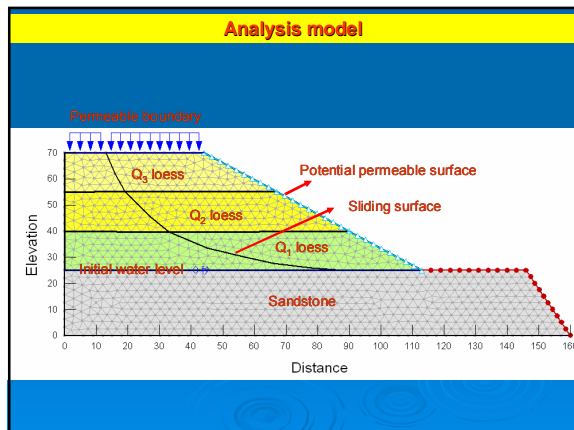 Analysis model
Permeable boundary
70
60
50
40
30
20
10
0
Elevation
Q3 loess
Q2 loess
Q1 loess
Potential permeable surface
Sliding surface
Initial water level
Sandstone
0 10 20 30 40 50 60 70 80 90 100 110 120 130 140 150 160
Distance